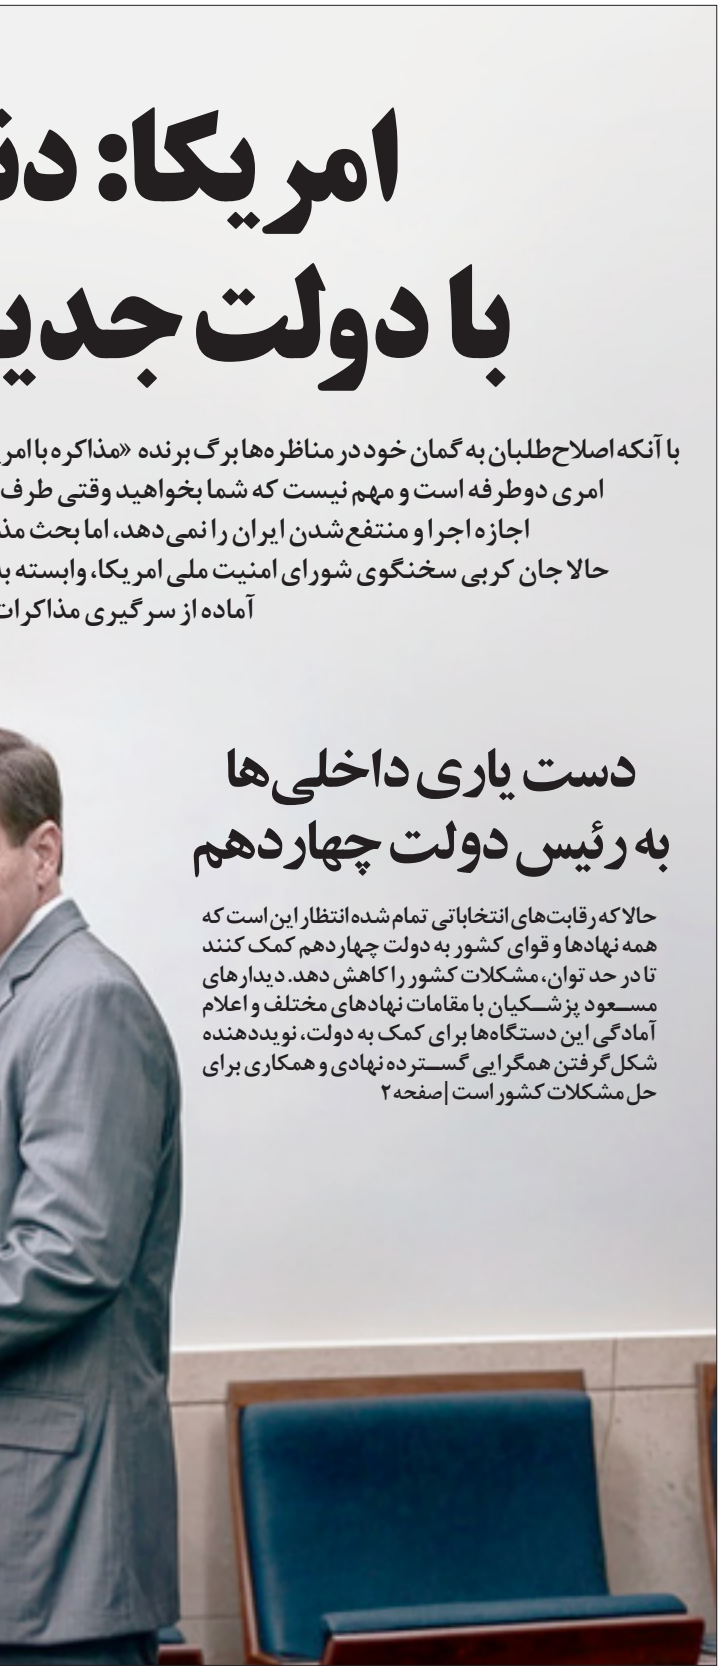 امریکا:
با دولت
با آنکه اصلاح‌طلبان به گمان خود در مناظره‌ها برگ برنده «مذاکره با
امری دوطرفه است و مهم نیست که شما بخواهید وقتی طرف
اجازه اجرا و منتفع‌شدن ایران را نمی‌دهد، اما بحث
حالا جان کربی سخنگوی شورای امنیت ملی امریکا، وابسته
آماده از سرگیری مذاکرات
دست یاری داخلی‌ها
به رئیس دولت چهاردهم
حالا که رقابت‌های انتخاباتی تمام شده انتظار این است که
همه نهادها و قوای کشور به دولت چهاردهم کمک کنند
تا در حد توان، مشکلات کشور را کاهش دهد. دیدارهای
مسعود پزشکیان با مقامات نهادهای مختلف و اعلام
آمادگی این دستگاه‌ها برای کمک به دولت، نویددهنده
شکل‌گرفتن همگرایی گسترده نهادی و همکاری برای
حل مشکلات کشور است | صفحه ۲